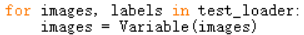 for images, labels in test_loader:
    images = Variable(images)